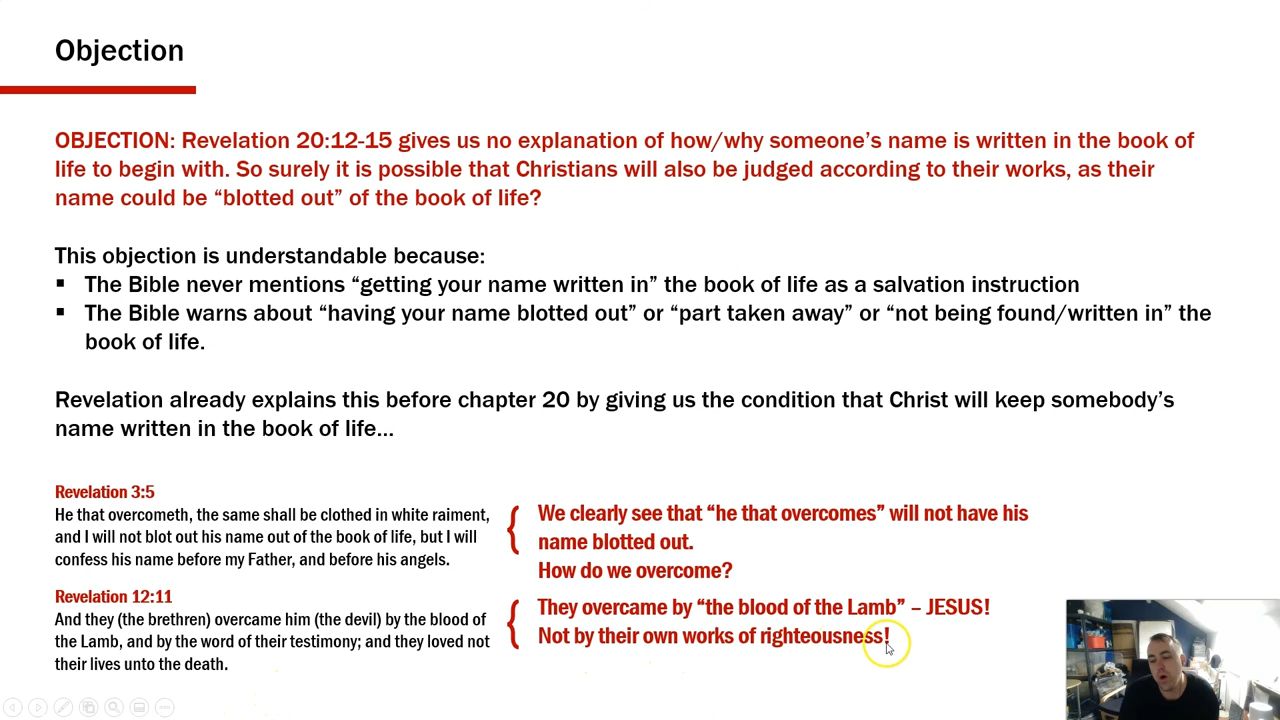 Objection
OBJECTION: Revelation 20:12-15 gives us no explanation of how/why someone’s name is written in the book of
life to begin with. So surely it is possible that Christians will also be judged according to their works, as their
name could be “blotted out” of the book of life?
This objection is understandable because:
▪ The Bible never mentions “getting your name written in” the book of life as a salvation instruction
▪ The Bible warns about “having your name blotted out” or “part taken away” or “not being found/written in” the
book of life.
Revelation already explains this before chapter 20 by giving us the condition that Christ will keep somebody’s
name written in the book of life...
Revelation 3:5
He that overcometh, the same shall be clothed in white raiment,
and I will not blot out his name out of the book of life, but I will
confess his name before my Father, and before his angels.
{ We clearly see that “he that overcomes” will not have his
name blotted out.
How do we overcome?
Revelation 12:11
And they (the brethren) overcame him (the devil) by the blood of
the Lamb, and by the word of their testimony; and they loved not
their lives unto the death.
{ They overcame by “the blood of the Lamb” – JESUS!
Not by their own works of righteousness!